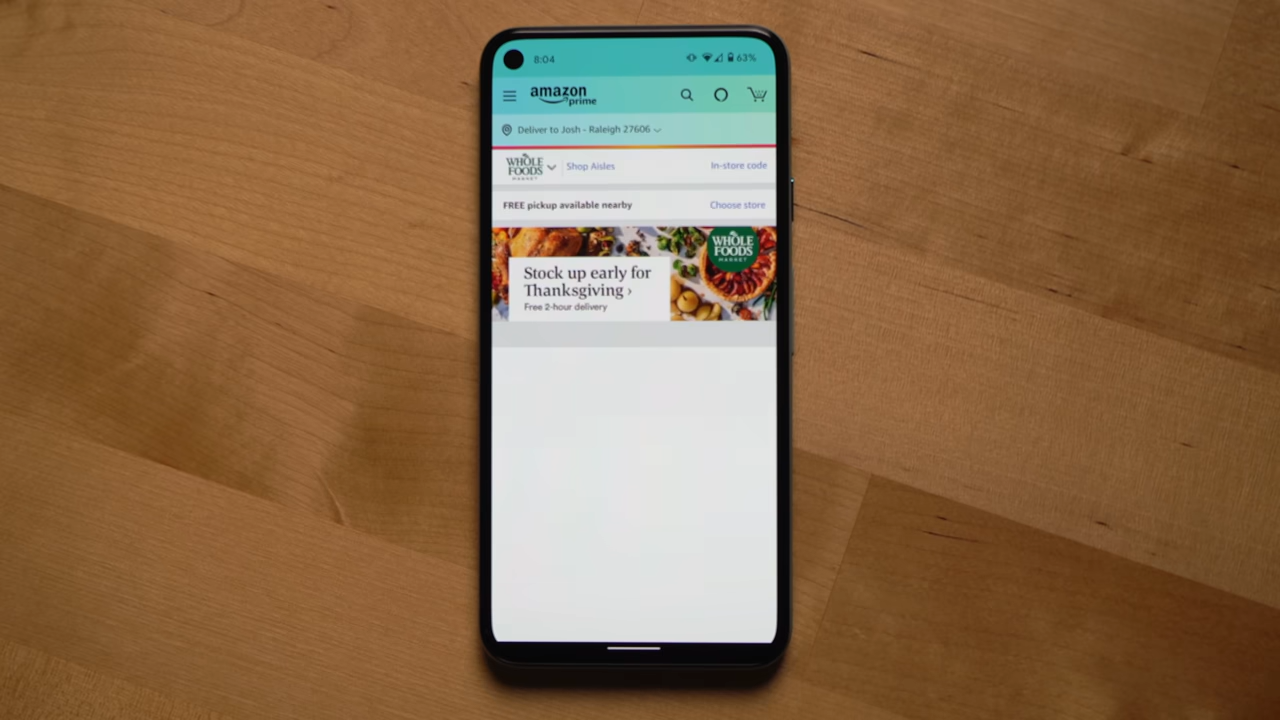 8:04
63%
amazon
prime
Deliver to Josh - Raleigh 27606
WHOLE
FOODS
MARKET
Shop Aisles
In-store code
FREE pickup available nearby
Choose store
WHOLE
FOODS
MARKET
Stock up early for
Thanksgiving ›
Free 2-hour delivery